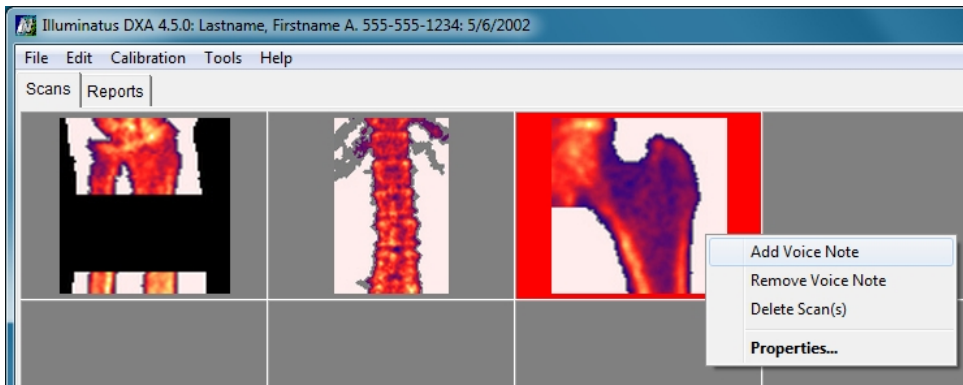 Illuminatus DXA 4.5.0: Lastname, Firstname A. 555-555-1234: 5/6/2002
File Edit Calibration Tools Help
Scans Reports
Add Voice Note
Remove Voice Note
Delete Scan(s)
Properties...